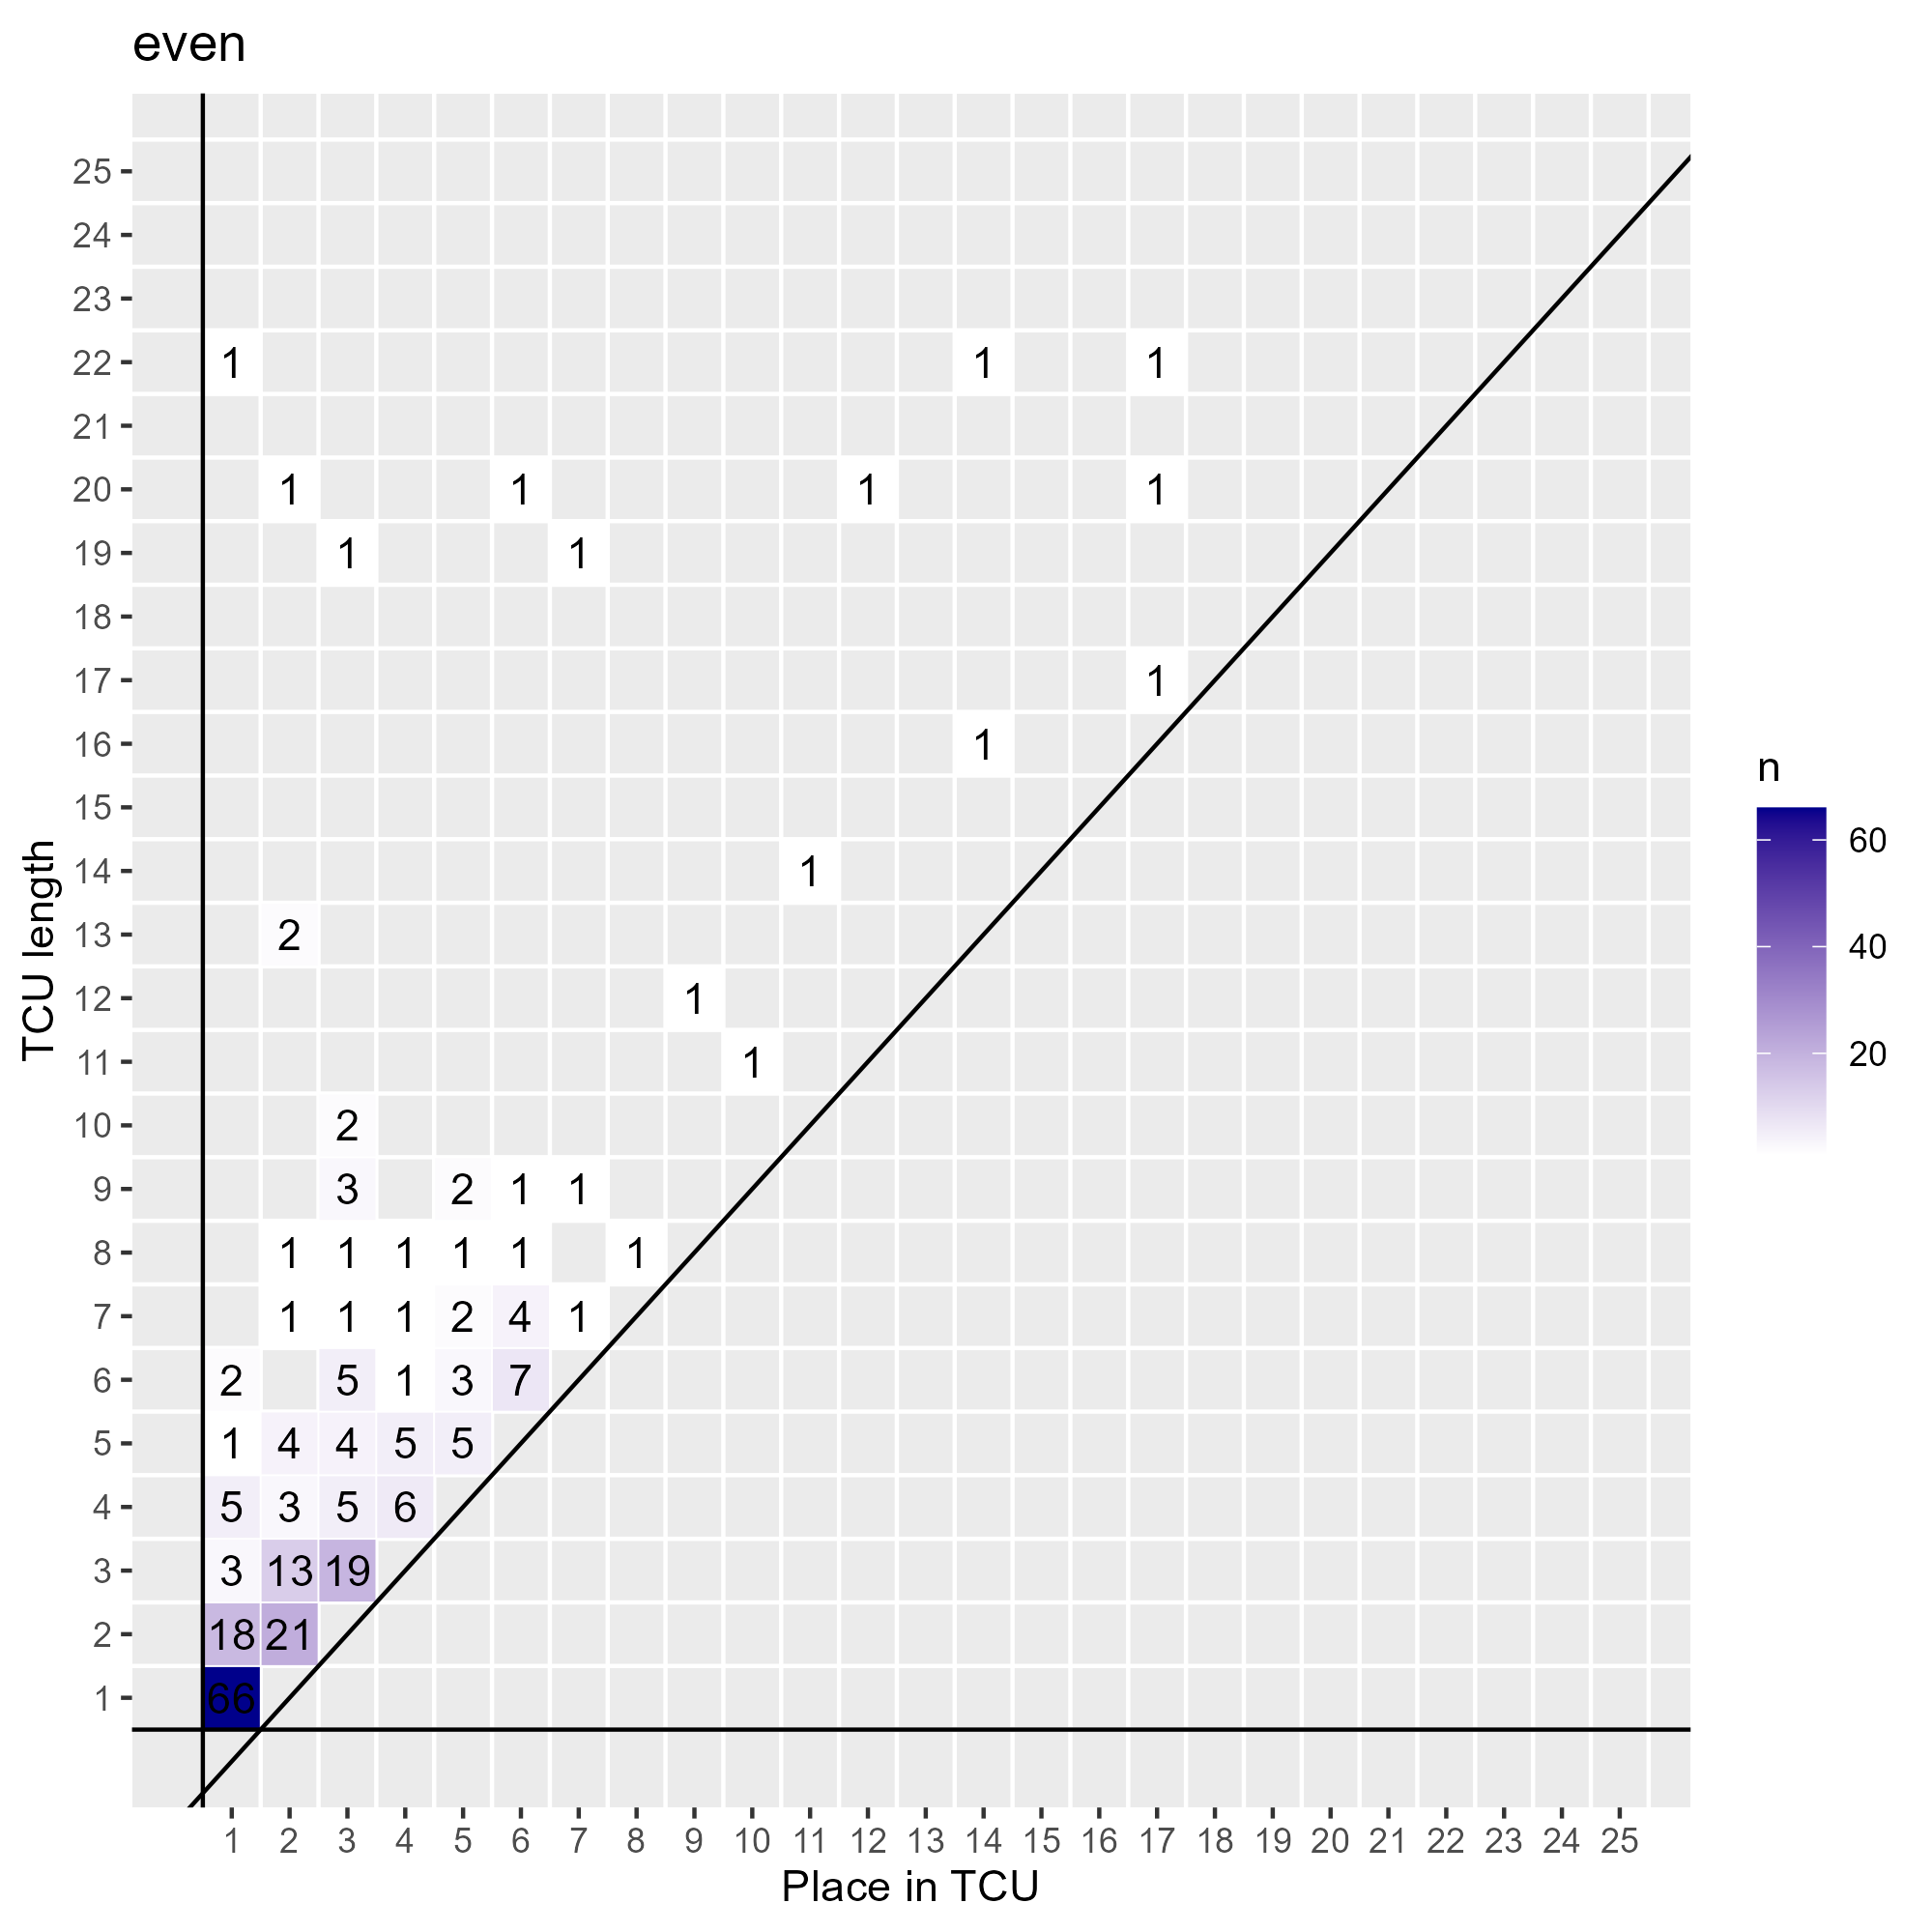 even
25
24
23
22 1 1 1
21
20 1 1 1 1
19 1 1
18
17 1
16 1
15
14 1
13 2
12 1
11 1
10 2
9 3 2 1 1
8 1 1 1 1 1 1
7 1 1 1 2 4 1
6 2 5 1 3 7
5 1 4 4 5 5
4 5 3 5 6
3 3 13 19
2 18 21
1 66
1 2 3 4 5 6 7 8 9 10 11 12 13 14 15 16 17 18 19 20 21 22 23 24 25
Place in TCU
TCU length
n
60
40
20